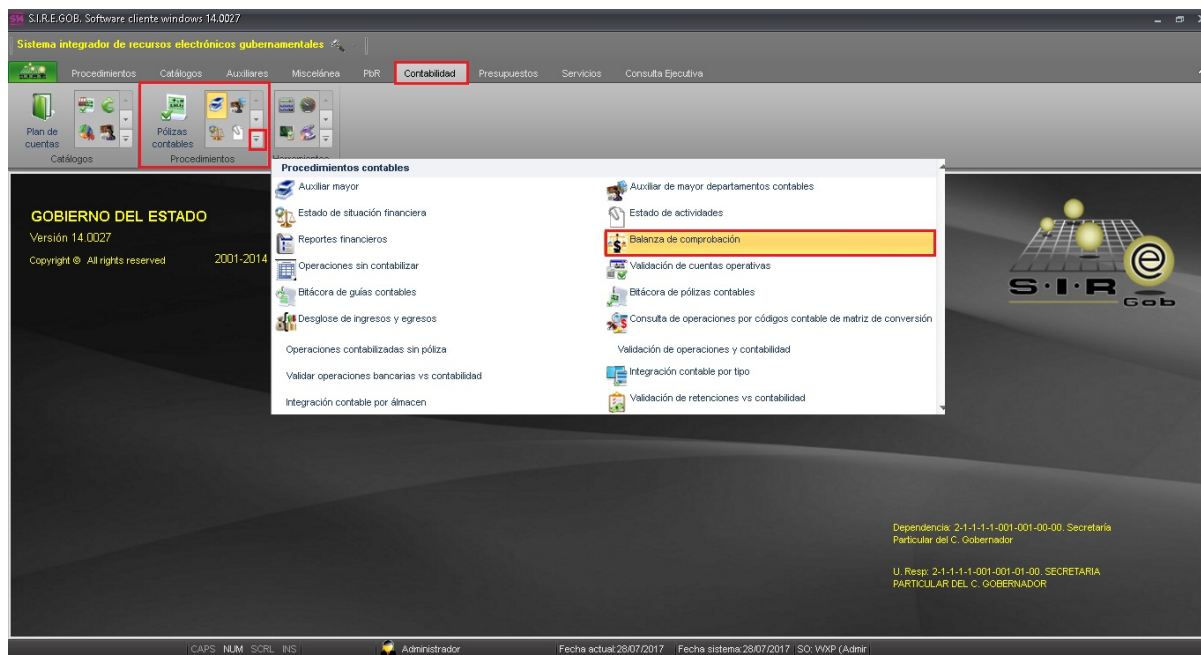 S.I.R.E.GOB. Software cliente windows 14.0027
Sistema integrador de recursos electrónicos gubernamentales
Procedimientos Catálogos Auxiliares Miscelánea PbR Contabilidad Presupuestos Servicios Consulta Ejecutiva
Plan de cuentas
Pólizas contables
Catálogos Procedimientos Herramientas
Procedimientos contables
Auxiliar mayor Auxiliar de mayor departamentos contables
Estado de situación financiera Estado de actividades
Reportes financieros Balanza de comprobación
Operaciones sin contabilizar Validación de cuentas operativas
Bitácora de guías contables Bitácora de pólizas contables
Desglose de ingresos y egresos Consulta de operaciones por códigos contable de matriz de conversión
Operaciones contabilizadas sin póliza Validación de operaciones y contabilidad
Validar operaciones bancarias vs contabilidad Integración contable por tipo
Integración contable por álmacen Validación de retenciones vs contabilidad
GOBIERNO DEL ESTADO
Versión 14.0027
Copyright © All rights reserved 2001-2014
S·I·R
e
Gob
Dependencia: 2-1-1-1-1-001-001-00-00. Secretaría
Particular del C. Gobernador
U. Resp: 2-1-1-1-1-001-001-01-00. SECRETARIA
PARTICULAR DEL C. GOBERNADOR
CAPS NUM SCRL INS Administrador Fecha actual:28/07/2017 Fecha sistema:28/07/2017 SO: WXP (Admir